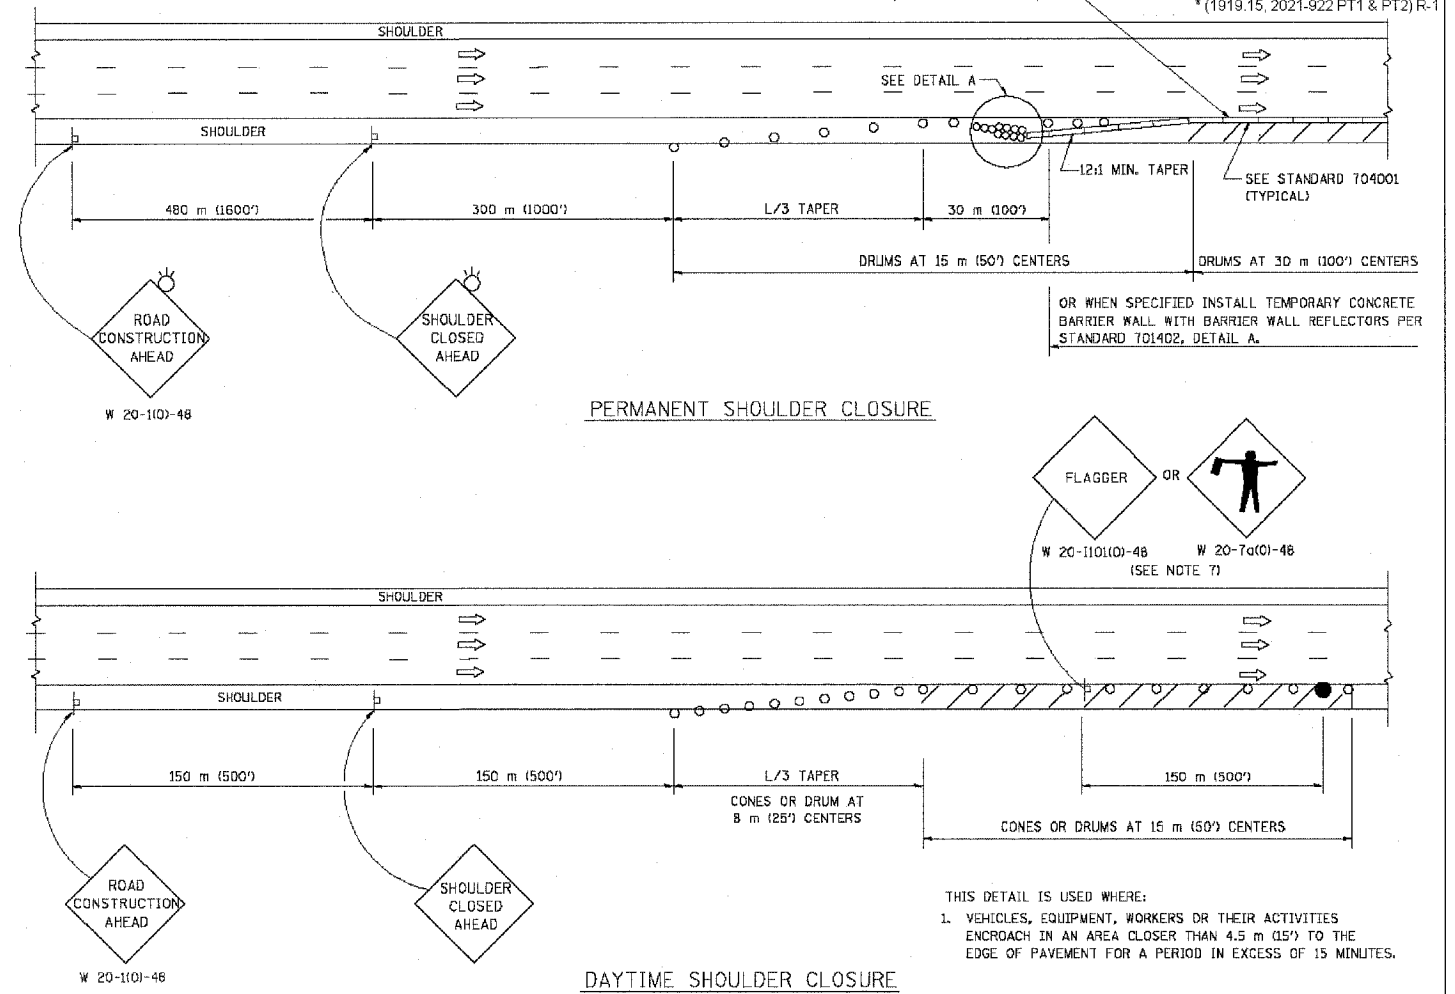 * (1919.15, 2021-922 PT1 & PT2) R-1
SHOULDER
SEE DETAIL A
SHOULDER
12:1 MIN. TAPER
SEE STANDARD 704001
(TYPICAL)
480 m (1600')
300 m (1000')
L/3 TAPER
30 m (100')
DRUMS AT 15 m (50') CENTERS
DRUMS AT 30 m (100') CENTERS
OR WHEN SPECIFIED INSTALL TEMPORARY CONCRETE
BARRIER WALL WITH BARRIER WALL REFLECTORS PER
STANDARD 701402, DETAIL A.
ROAD
CONSTRUCTION
AHEAD
SHOULDER
CLOSED
AHEAD
W 20-1(O)-48
PERMANENT SHOULDER CLOSURE
FLAGGER
OR
W 20-I101(O)-48
W 20-7a(O)-48
(SEE NOTE 7)
SHOULDER
SHOULDER
150 m (500')
150 m (500')
L/3 TAPER
150 m (500')
CONES OR DRUM AT
8 m (25') CENTERS
CONES OR DRUMS AT 15 m (50') CENTERS
ROAD
CONSTRUCTION
AHEAD
SHOULDER
CLOSED
AHEAD
W 20-1(O)-48
THIS DETAIL IS USED WHERE:
1. VEHICLES, EQUIPMENT, WORKERS OR THEIR ACTIVITIES
ENCROACH IN AN AREA CLOSER THAN 4.5 m (15') TO THE
EDGE OF PAVEMENT FOR A PERIOD IN EXCESS OF 15 MINUTES.
DAYTIME SHOULDER CLOSURE